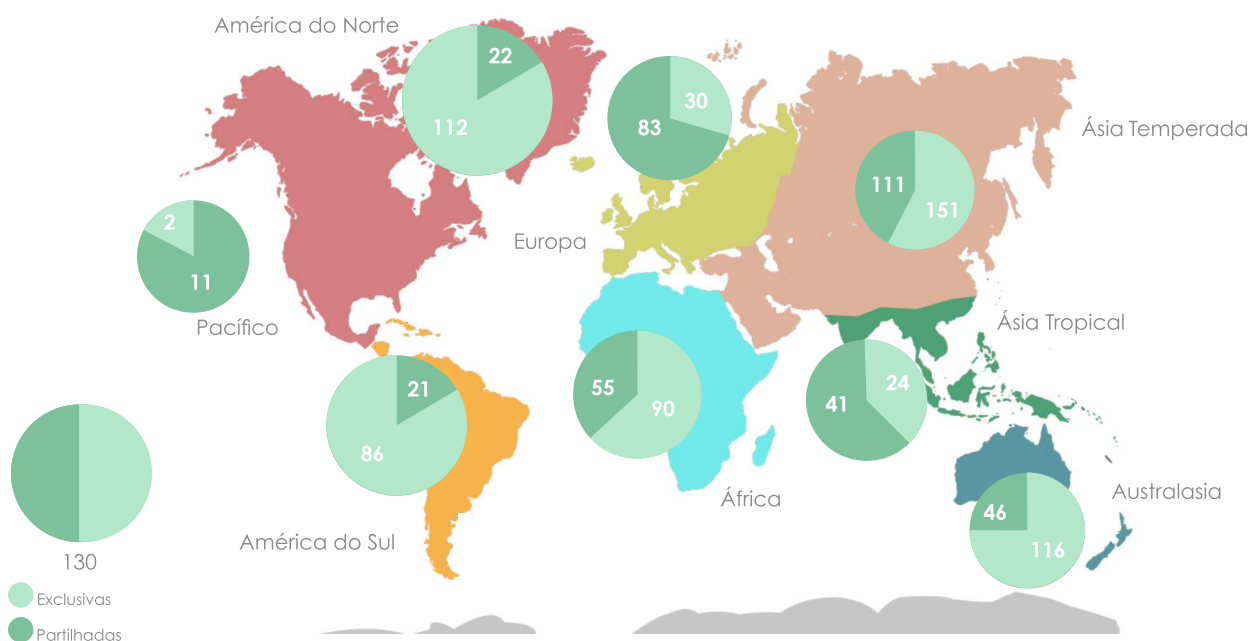 América do Norte
22
112
30
83
Ásia Temperada
111
151
2
11
Pacífico
Europa
Ásia Tropical
55
90
24
41
21
86
África
46
116
Australasia
América do Sul
130
Exclusivas
Partilhadas